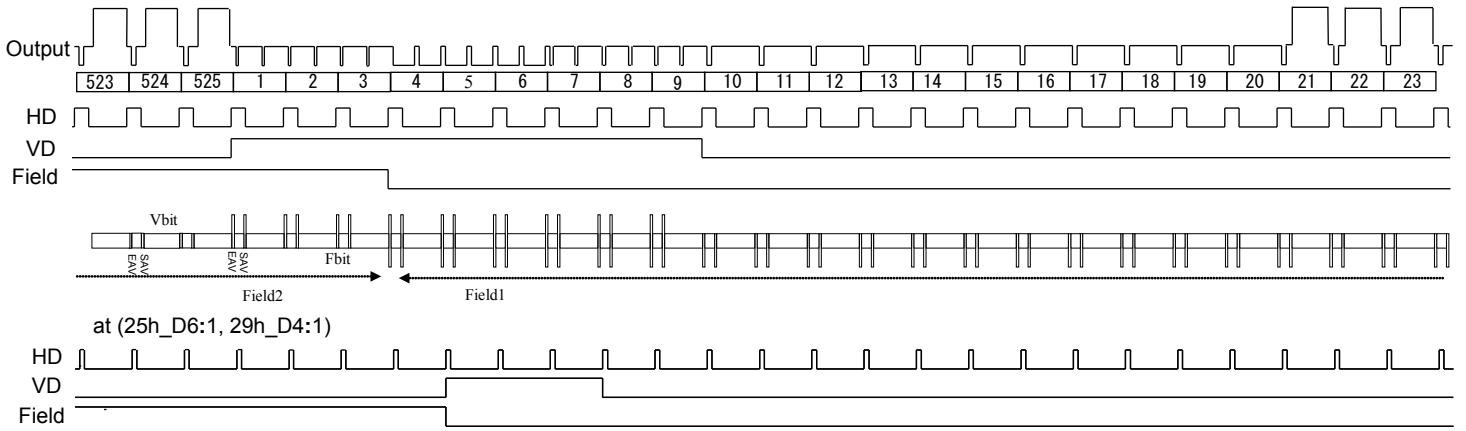 Output
523 524 525 1 2 3 4 5 6 7 8 9 10 11 12 13 14 15 16 17 18 19 20 21 22 23
HD
VD
Field
Vbit
EAV SAV EAV SAV
Fbit
Field2 Field1
at (25h_D6:1, 29h_D4:1)
HD
VD
Field